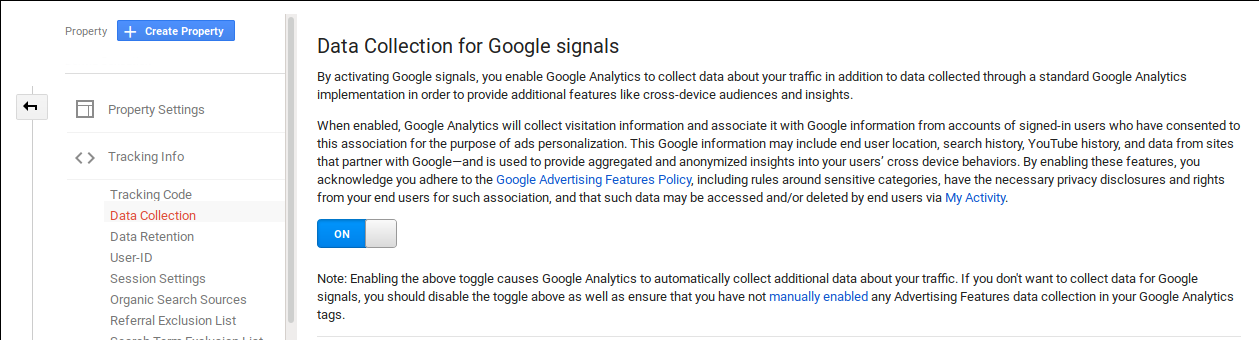 Property
Create Property
Property Settings
Tracking Info
Tracking Code
Data Collection
Data Retention
User-ID
Session Settings
Organic Search Sources
Referral Exclusion List
Search Term Exclusion List
Data Collection for Google signals
By activating Google signals, you enable Google Analytics to collect data about your traffic in addition to data collected through a standard Google Analytics
implementation in order to provide additional features like cross-device audiences and insights.
When enabled, Google Analytics will collect visitation information and associate it with Google information from accounts of signed-in users who have consented to
this association for the purpose of ads personalization. This Google information may include end user location, search history, YouTube history, and data from sites
that partner with Google—and is used to provide aggregated and anonymized insights into your users’ cross device behaviors. By enabling these features, you
acknowledge you adhere to the Google Advertising Features Policy, including rules around sensitive categories, have the necessary privacy disclosures and rights
from your end users for such association, and that such data may be accessed and/or deleted by end users via My Activity.
ON
Note: Enabling the above toggle causes Google Analytics to automatically collect additional data about your traffic. If you don't want to collect data for Google
signals, you should disable the toggle above as well as ensure that you have not manually enabled any Advertising Features data collection in your Google Analytics
tags.